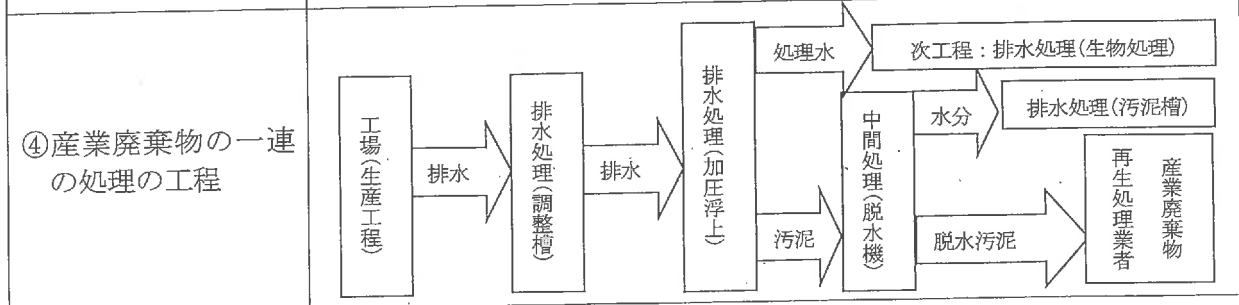 ④産業廃棄物の一連
の処理の工程
工場(生産工程)
排水
排水処理(調整槽)
排水
排水処理(加圧浮上)
処理水
次工程：排水処理(生物処理)
汚泥
中間処理(脱水機)
水分
排水処理(汚泥槽)
脱水汚泥
産業廃棄物
再生処理業者